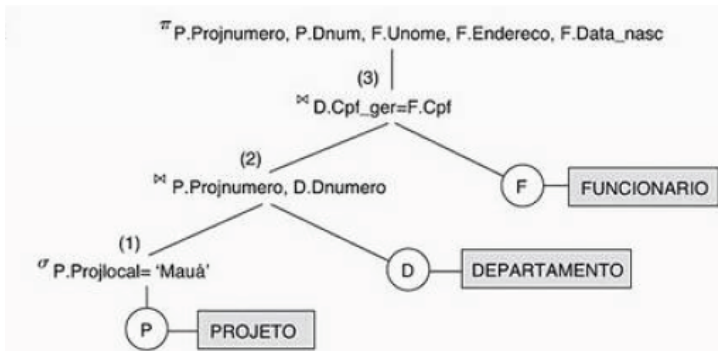 π P.Projnumero, P.Dnum, F.Unome, F.Endereco, F.Data_nasc
(3)
⋈ D.Cpf_ger=F.Cpf
(2)
⋈ P.Projnumero, D.Dnumero
F
FUNCIONARIO
(1)
σ P.Projlocal= 'Mauá'
D
DEPARTAMENTO
P
PROJETO